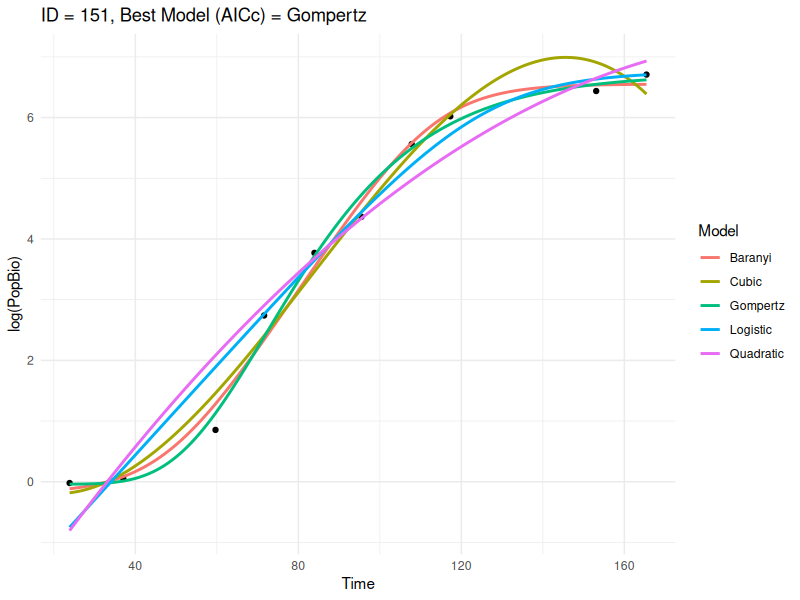 ID = 151, Best Model (AICc) = Gompertz
log(PopBio)
6
4
2
0
40
80
120
160
Time
Model
Baranyi
Cubic
Gompertz
Logistic
Quadratic